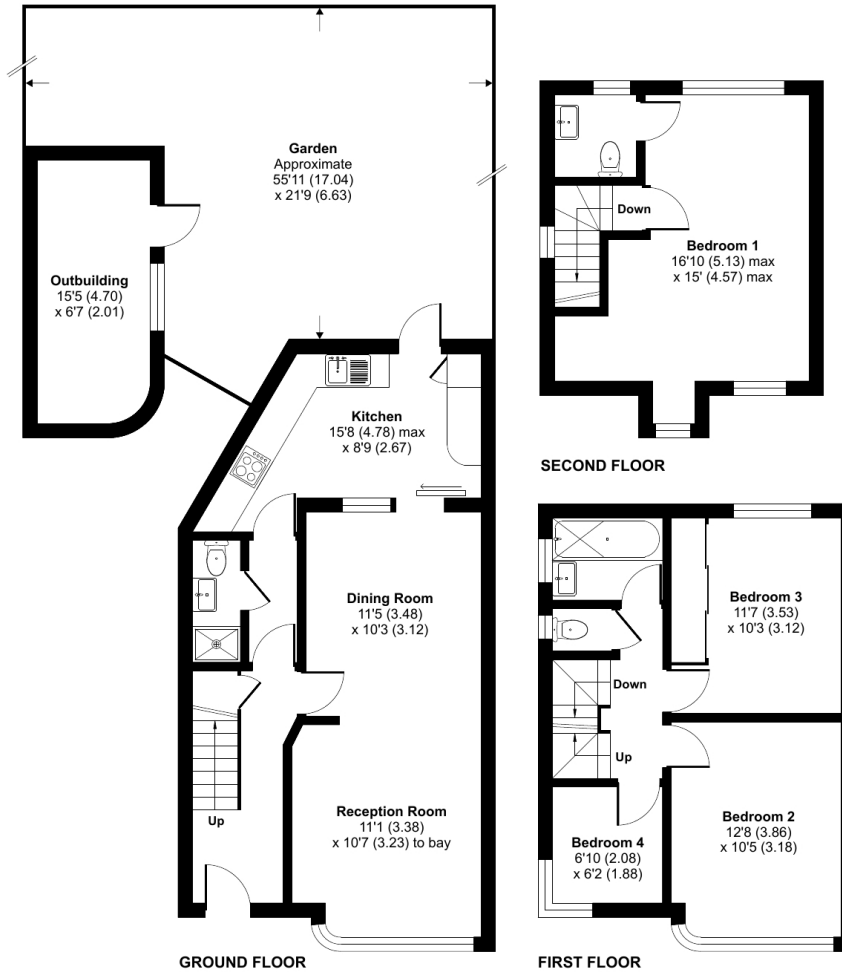 Garden
Approximate
55'11 (17.04)
x 21'9 (6.63)
Outbuilding
15'5 (4.70)
x 6'7 (2.01)
Kitchen
15'8 (4.78) max
x 8'9 (2.67)
Dining Room
11'5 (3.48)
x 10'3 (3.12)
Up
Reception Room
11'1 (3.38)
x 10'7 (3.23) to bay
GROUND FLOOR
Down
Bedroom 1
16'10 (5.13) max
x 15' (4.57) max
SECOND FLOOR
Bedroom 3
11'7 (3.53)
x 10'3 (3.12)
Down
Up
Bedroom 2
12'8 (3.86)
x 10'5 (3.18)
Bedroom 4
6'10 (2.08)
x 6'2 (1.88)
FIRST FLOOR